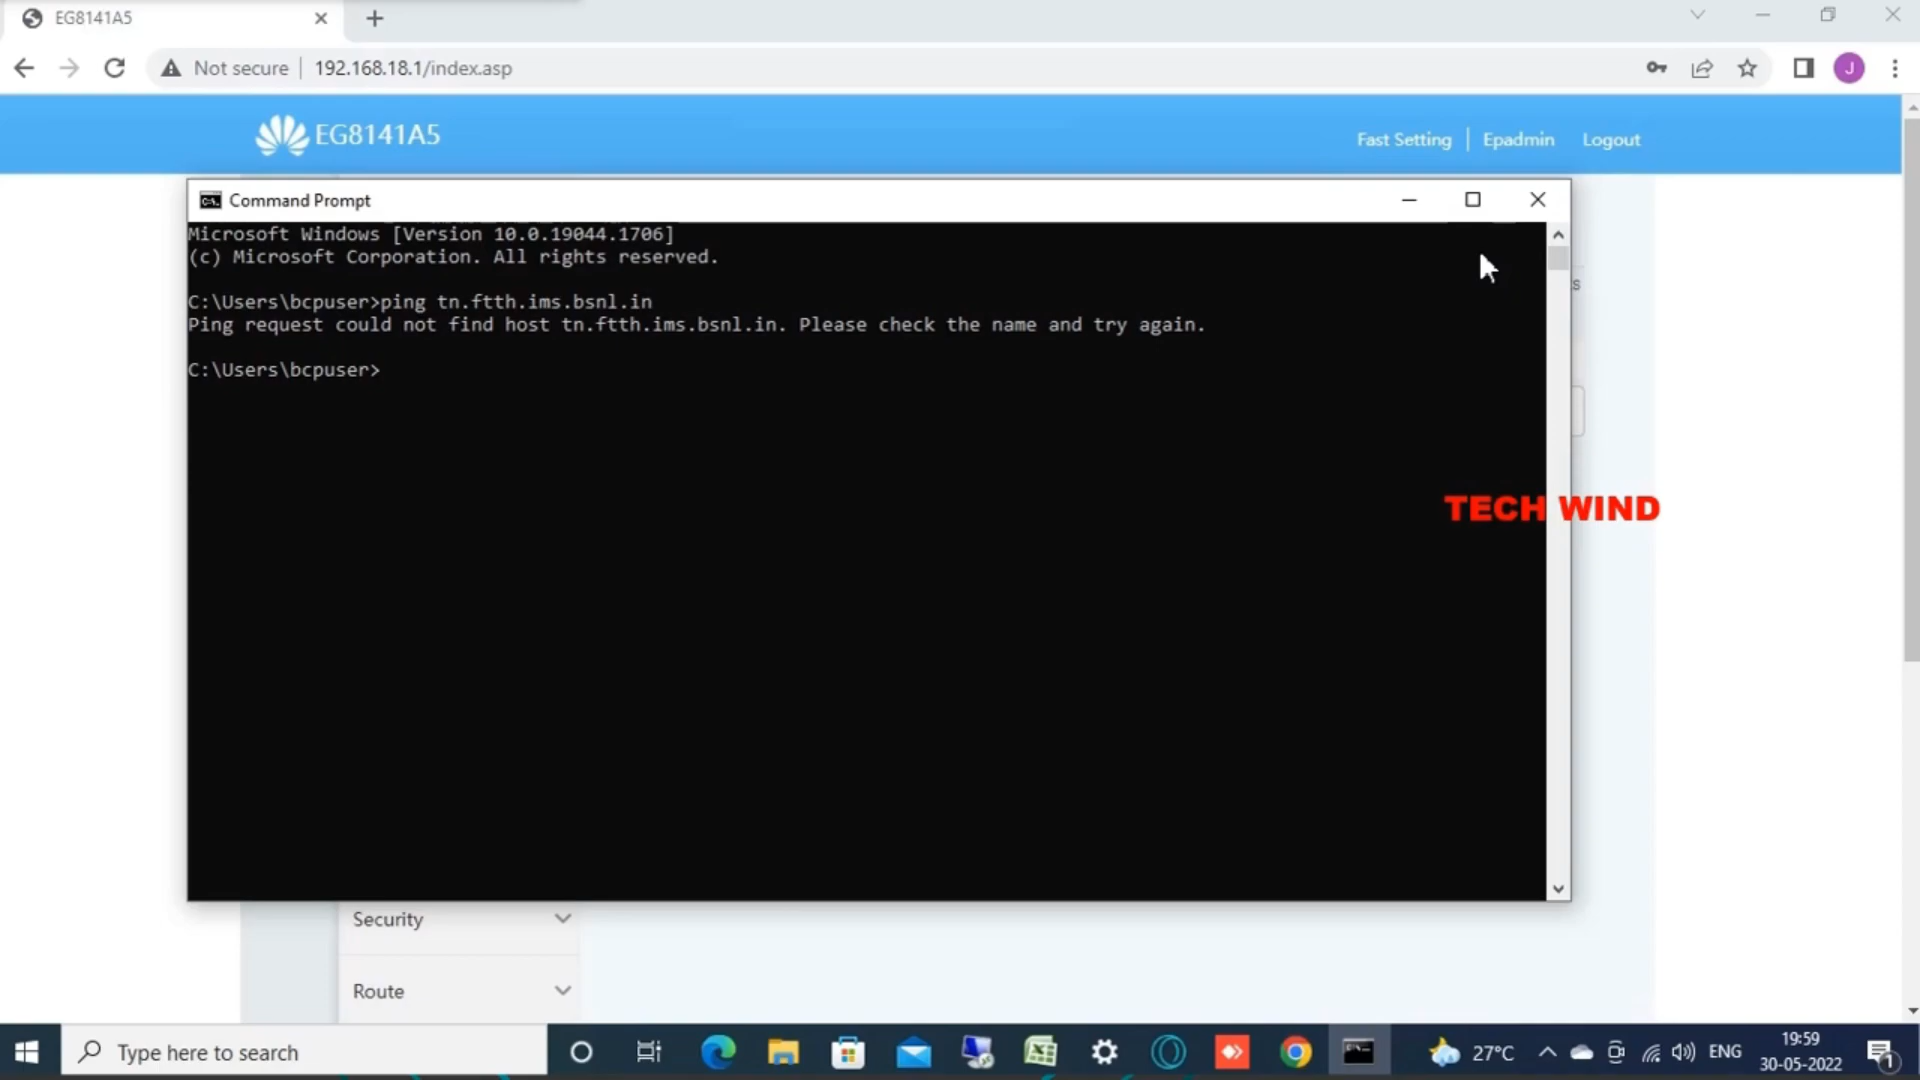 EG8141A5
Not secure | 192.168.18.1/index.asp
J
EG8141A5
Fast Setting | Epadmin Logout
Command Prompt
Microsoft Windows [Version 10.0.19044.1706]
(c) Microsoft Corporation. All rights reserved.
C:\Users\bcpuser>ping tn.ftth.ims.bsnl.in
Ping request could not find host tn.ftth.ims.bsnl.in. Please check the name and try again.
C:\Users\bcpuser>
s
TECH WIND
Security
Route
Type here to search
27°C
ENG
19:59
30-05-2022
1